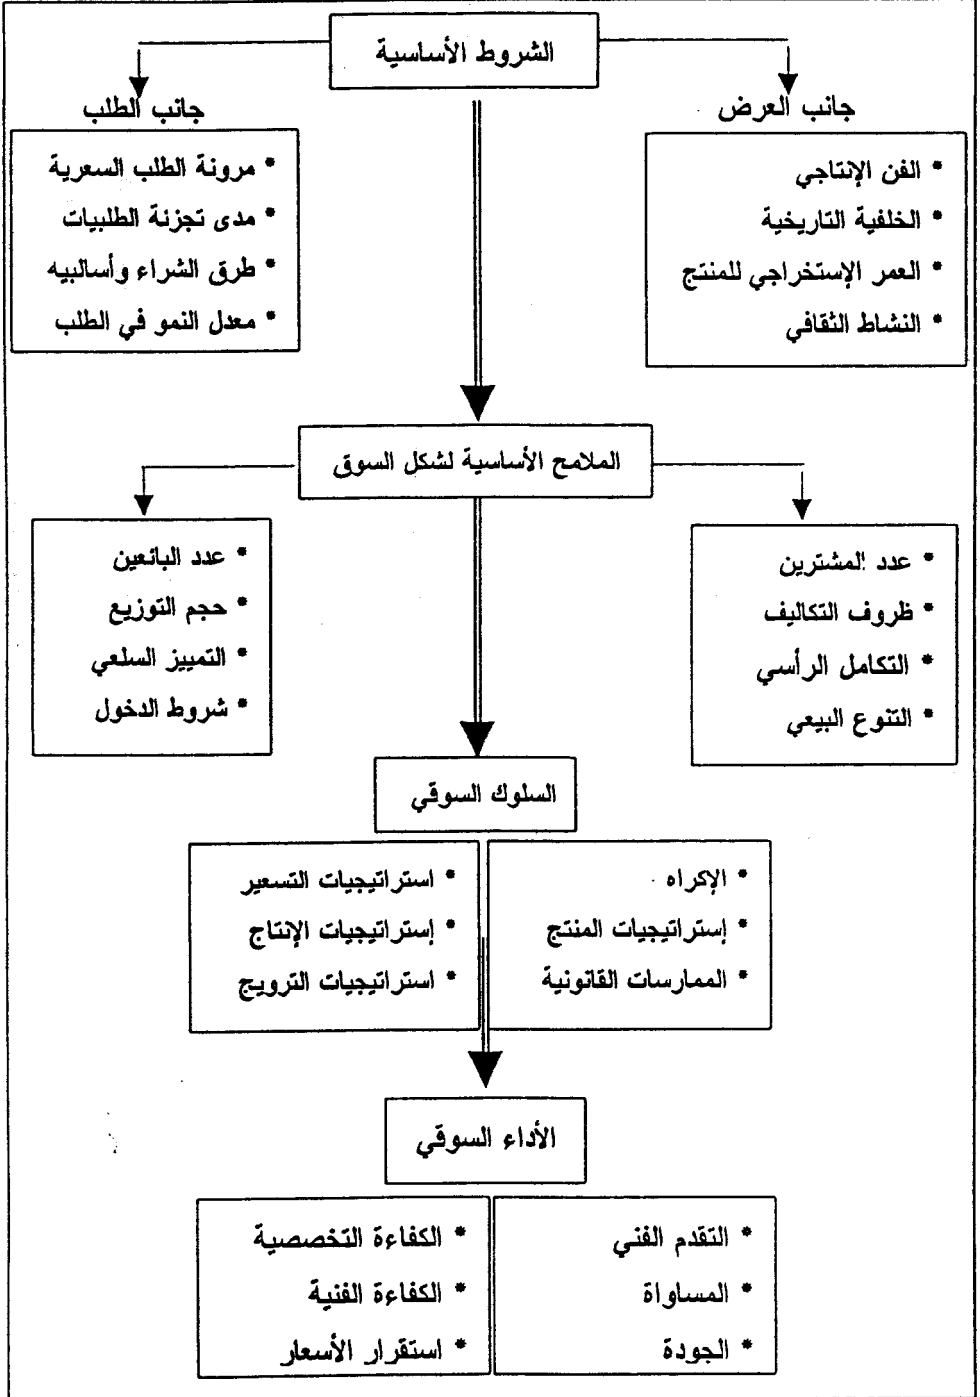 الشروط الأساسية
جانب العرض
* الفن الإنتاجي
* الخلفية التاريخية
* العمر الإستخراجي للمنتج
* النشاط الثقافي
جانب الطلب
* مرونة الطلب السعرية
* مدى تجزئة الطلبيات
* طرق الشراء وأسالبيه
* معدل النمو في الطلب
الملامح الأساسية لشكل السوق
* عدد المشترين
* ظروف التكاليف
* التكامل الرأسي
* التنوع البيعي
* عدد البائعين
* حجم التوزيع
* التمييز السلعي
* شروط الدخول
السلوك السوقي
* الإكراه
* إستراتيجيات المنتج
* الممارسات القانونية
* استراتيجيات التسعير
* إستراتيجيات الإنتاج
* استراتيجيات الترويج
الأداء السوقي
* التقدم الفني
* المساواة
* الجودة
* الكفاءة التخصصية
* الكفاءة الفنية
* استقرار الأسعار